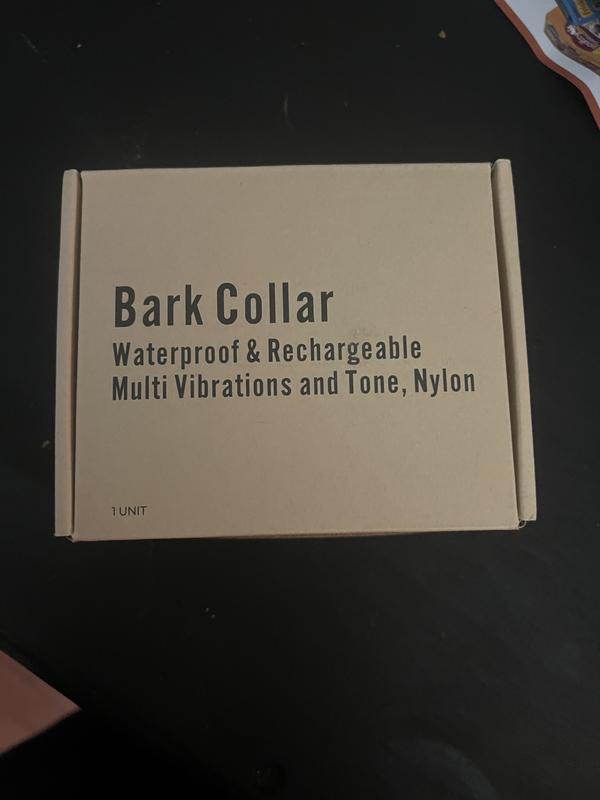 Bark Collar
Waterproof & Rechargeable
Multi Vibrations and Tone, Nylon
1 UNIT